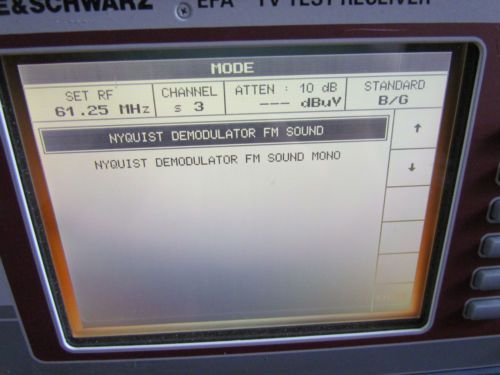 E&SCHWARZ EFA TV TEST RECEIVER
MODE
SET RF
61.25 MHz
CHANNEL
s 3
ATTEN : 10 dB
--- dBuV
STANDARD
B/G
NYQUIST DEMODULATOR FM SOUND
NYQUIST DEMODULATOR FM SOUND MONO